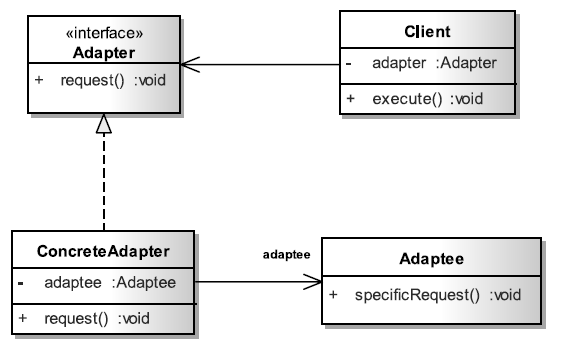 «interface»
Adapter
+ request() :void
Client
- adapter :Adapter
+ execute() :void
ConcreteAdapter
- adaptee :Adaptee
+ request() :void
adaptee
Adaptee
+ specificRequest() :void